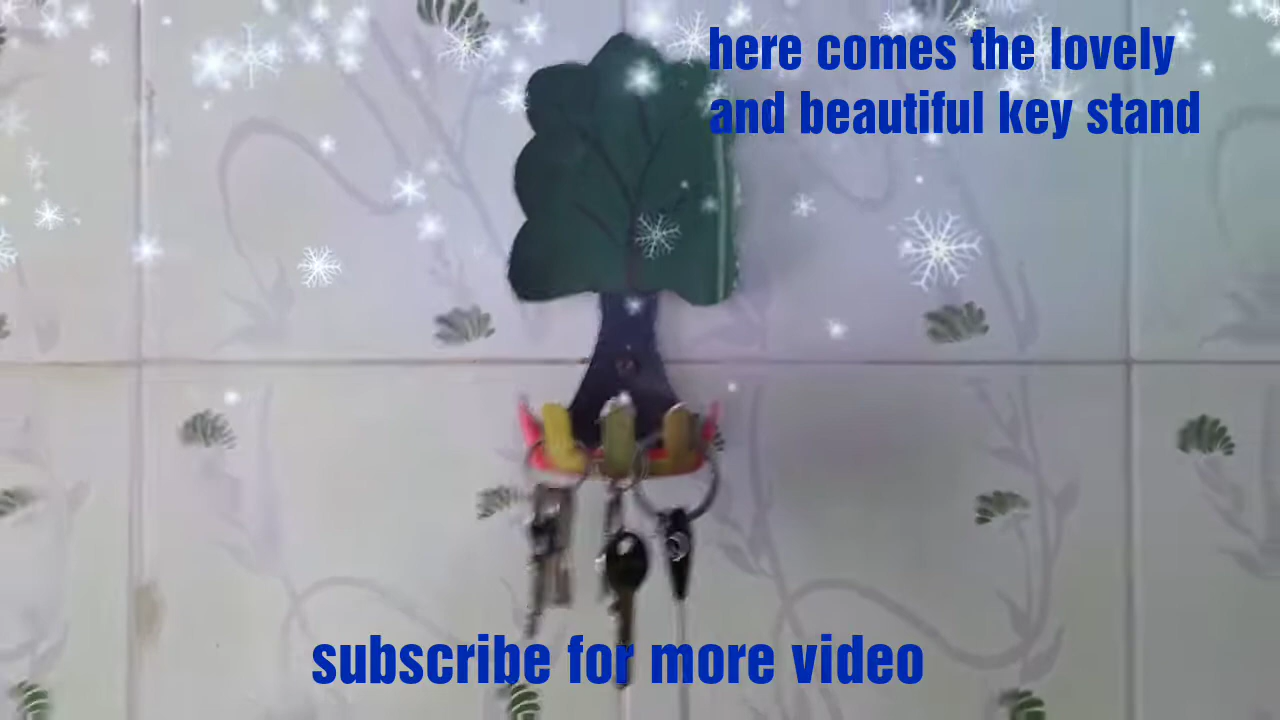 here comes the lovely
and beautiful key stand
subscribe for more video